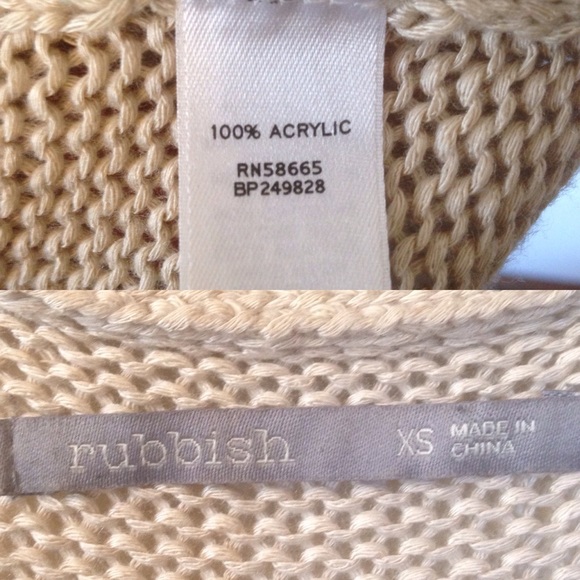 100% ACRYLIC
RN58665
BP249828
rubbish
XS
MADE IN
CHINA